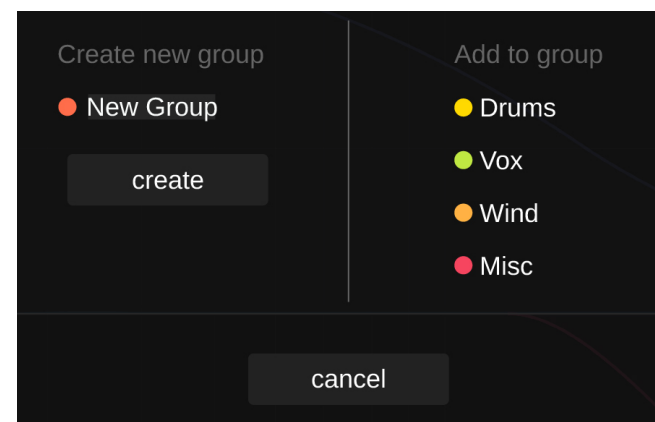 Create new group
New Group
create
Add to group
Drums
Vox
Wind
Misc
cancel